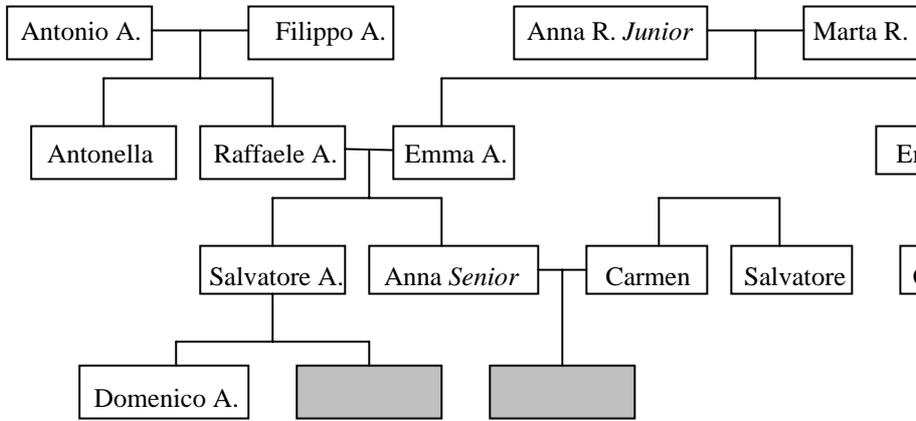 Antonio A.
Filippo A.
Anna R. Junior
Marta R.
Antonella
Raffaele A.
Emma A.
Salvatore A.
Anna Senior
Carmen
Salvatore
Domenico A.